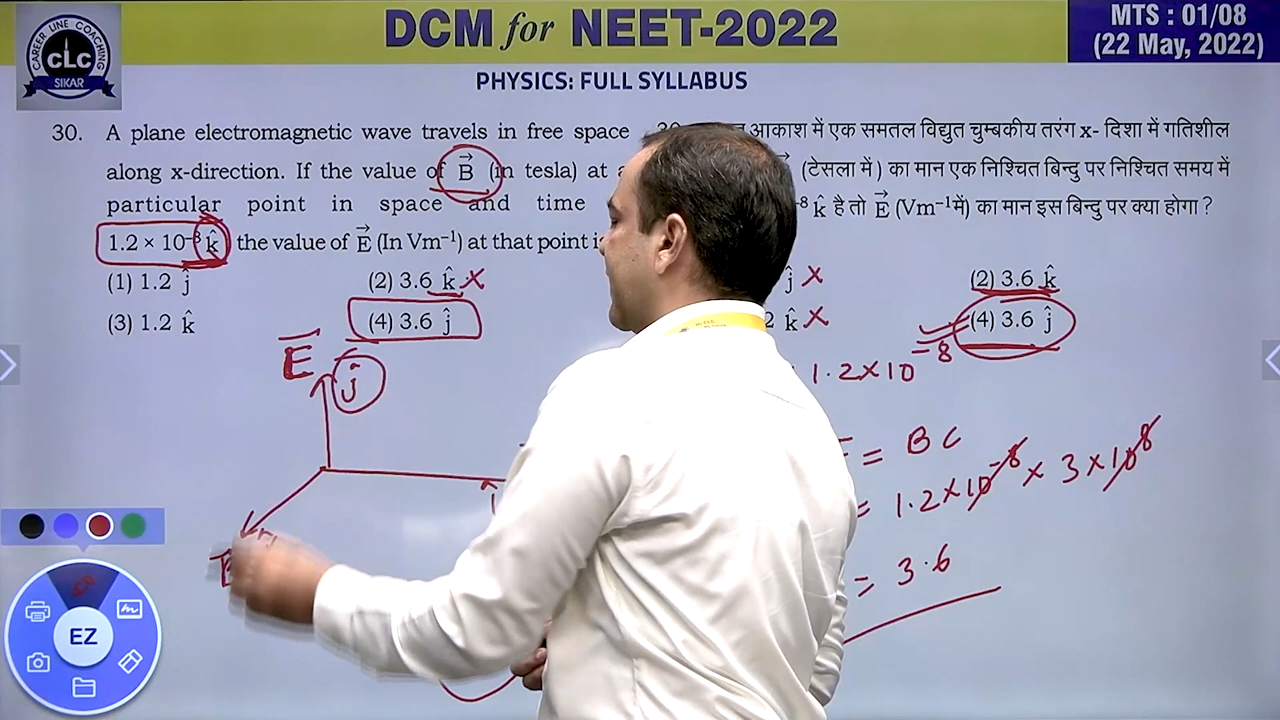 CAREER LINE COACHING
CLC
SIKAR
DCM for NEET-2022
MTS : 01/08
(22 May, 2022)
PHYSICS: FULL SYLLABUS
30. A plane electromagnetic wave travels in free space
along x-direction. If the value of B⃗ (in tesla) at
particular point in space and time
1.2 × 10⁻⁸ k̂ the value of E⃗ (In Vm⁻¹) at that point
(1) 1.2 ĵ (2) 3.6 k̂ X
(3) 1.2 k̂ (4) 3.6 ĵ
आकाश में एक समतल विद्युत चुम्बकीय तरंग x- दिशा में गतिशील
(टेसला में) का मान एक निश्चित बिन्दु पर निश्चित समय में
⁻⁸ k̂ है तो E⃗ (Vm⁻¹में) का मान इस बिन्दु पर क्या होगा ?
ĵ X (2) 3.6 k̂
2 k̂ X (4) 3.6 ĵ
E⃗ ĵ
1.2×10⁻⁸
= BC
= 1.2×10⁻⁸ × 3×10⁸
= 3.6
EZ